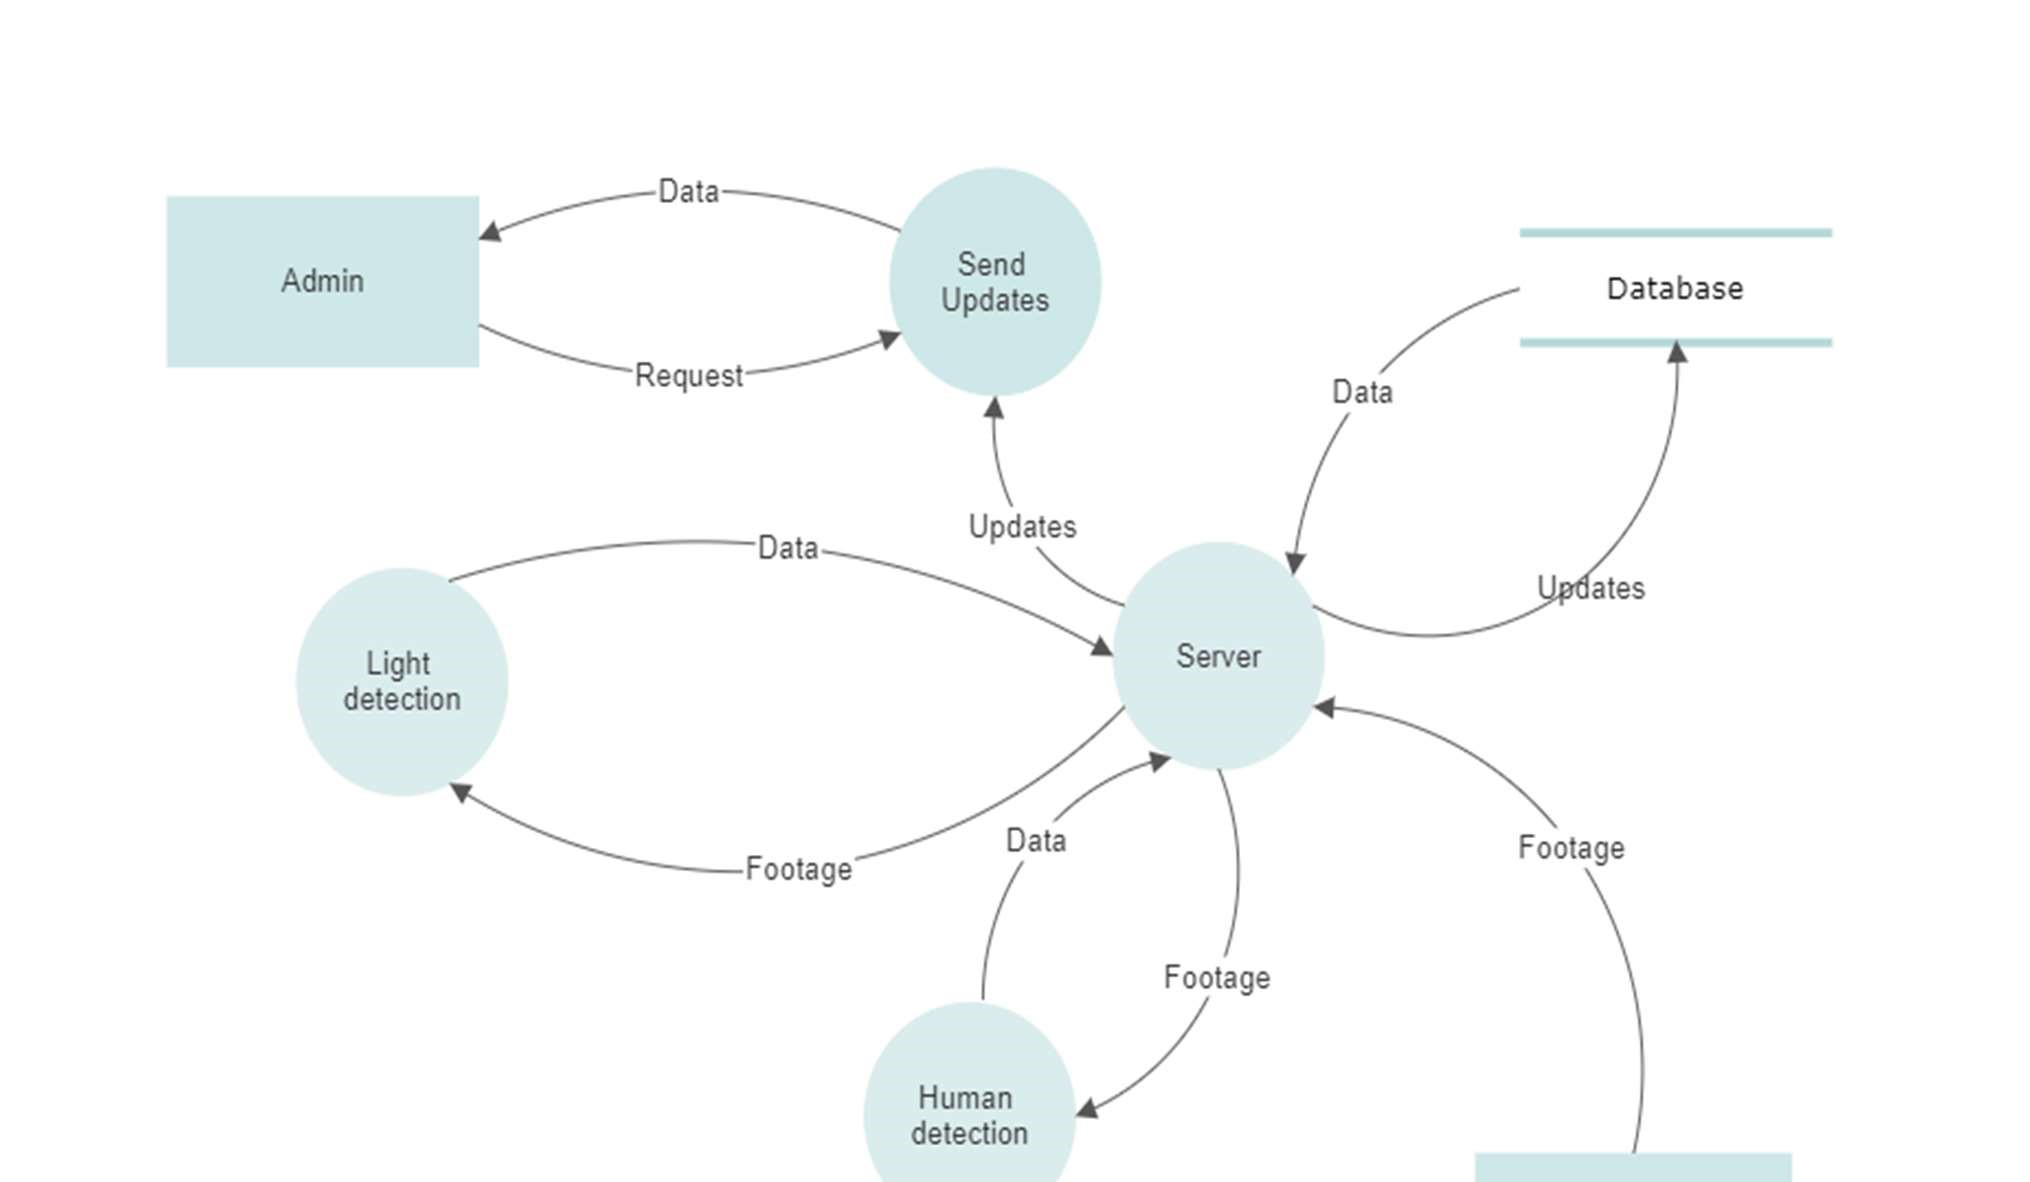 Data
Admin
Send
Updates
Request
Database
Data
Updates
Data
Updates
Light
detection
Server
Footage
Data
Footage
Footage
Human
detection